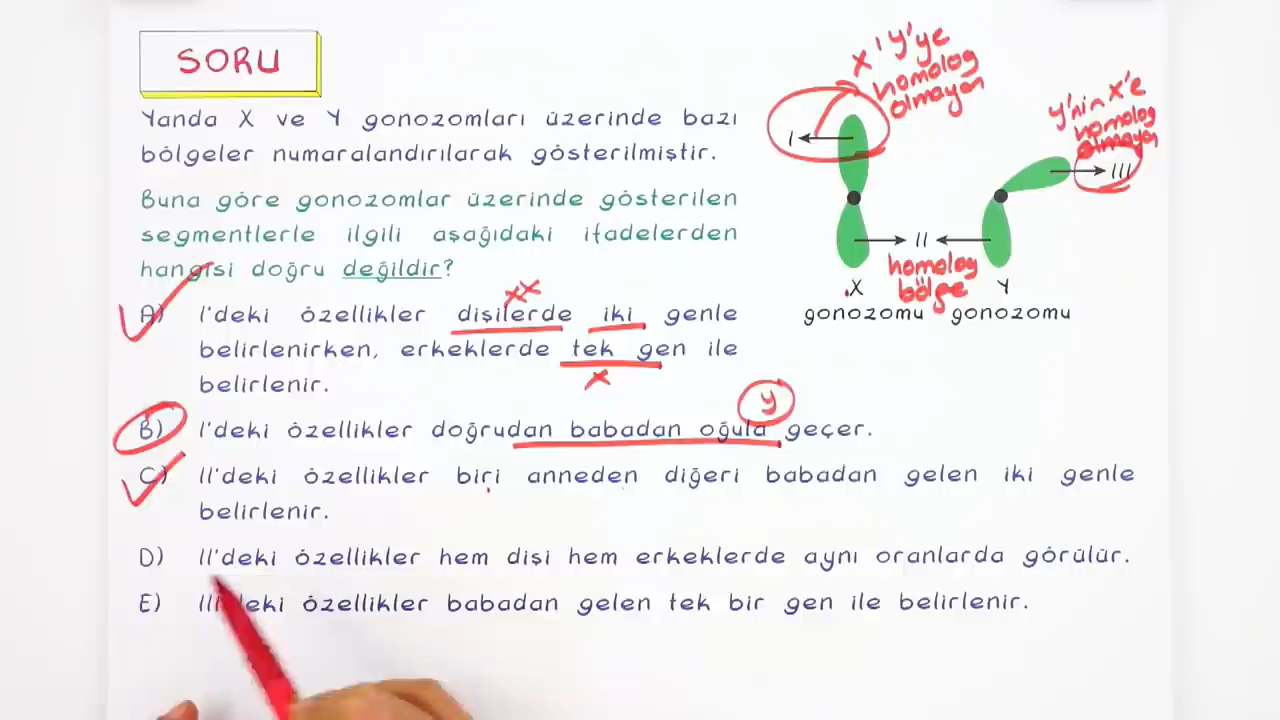 SORU
Yanda X ve Y gonozomları üzerinde bazı
bölgeler numaralandırılarak gösterilmiştir.
Buna göre gonozomlar üzerinde gösterilen
segmentlerle ilgili aşağıdaki ifadelerden
hangisi doğru değildir?
XX
A) I'deki özellikler dişilerde iki genle
belirlenirken, erkeklerde tek gen ile
belirlenir.
X
y
B) I'deki özellikler doğrudan babadan oğula geçer.
C) II'deki özellikler biri anneden diğeri babadan gelen iki genle
belirlenir.
D) II'deki özellikler hem dişi hem erkeklerde aynı oranlarda görülür.
E) III'deki özellikler babadan gelen tek bir gen ile belirlenir.
X'Y'ye
homolog
olmayan
Y'nin X'e
homolog
olmayan
I
III
II
homolog
bölge
X
Y
gonozomu
gonozomu